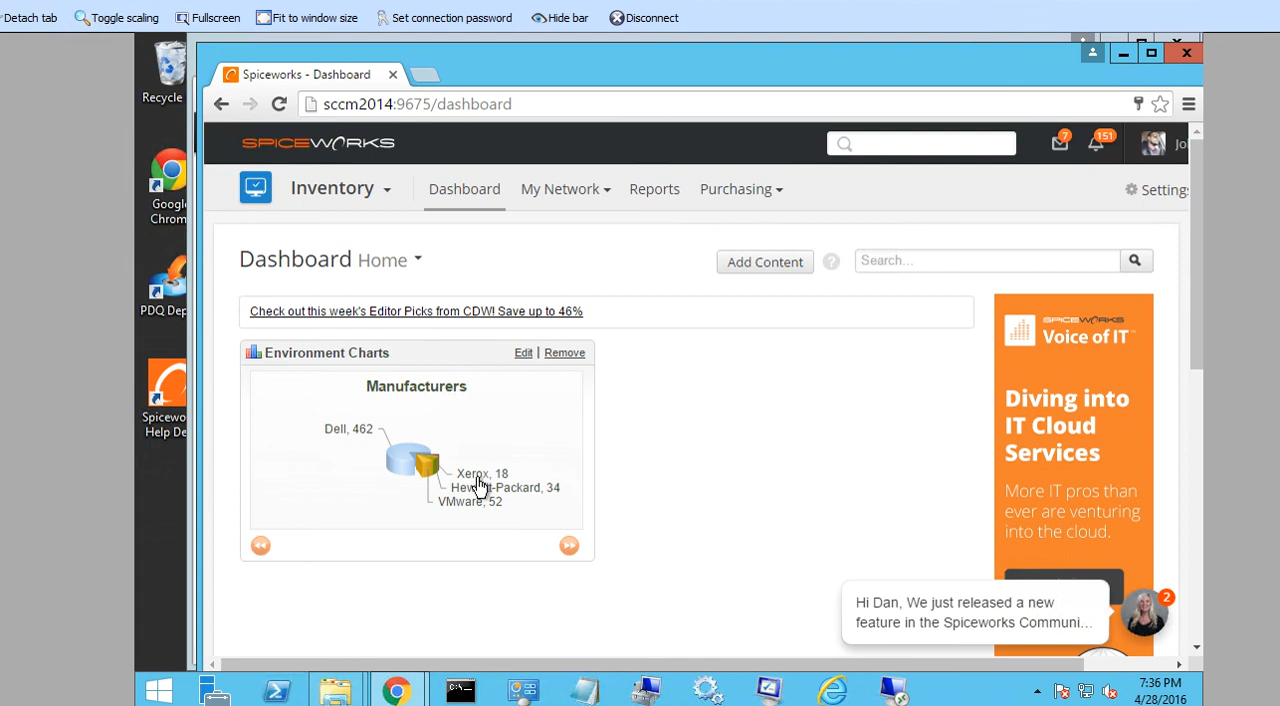 Detach tab Toggle scaling Fullscreen Fit to window size Set connection password Hide bar Disconnect
Spiceworks - Dashboard
sccm2014:9675/dashboard
SPICEWORKS 7 151 Jo
Inventory Dashboard My Network Reports Purchasing Setting
Dashboard Home Add Content ? Search...
Check out this week's Editor Picks from CDW! Save up to 46%
Environment Charts Edit | Remove
Manufacturers
Dell, 462
Xerox, 18
Hewlett-Packard, 34
VMware, 52
SPICEWORKS
Voice of IT™
Diving into
IT Cloud
Services
More IT pros than
ever are venturing
into the cloud.
Hi Dan, We just released a new
feature in the Spiceworks Communi...
2
Recycle
Google
Chrom
PDQ Dep
Spicewo
Help De
7:36 PM
4/28/2016